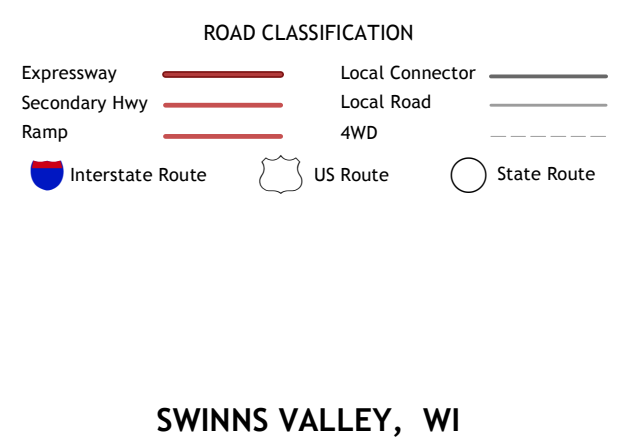 ROAD CLASSIFICATION
Expressway
Secondary Hwy
Ramp
Local Connector
Local Road
4WD
Interstate Route
US Route
State Route
SWINNS VALLEY, WI